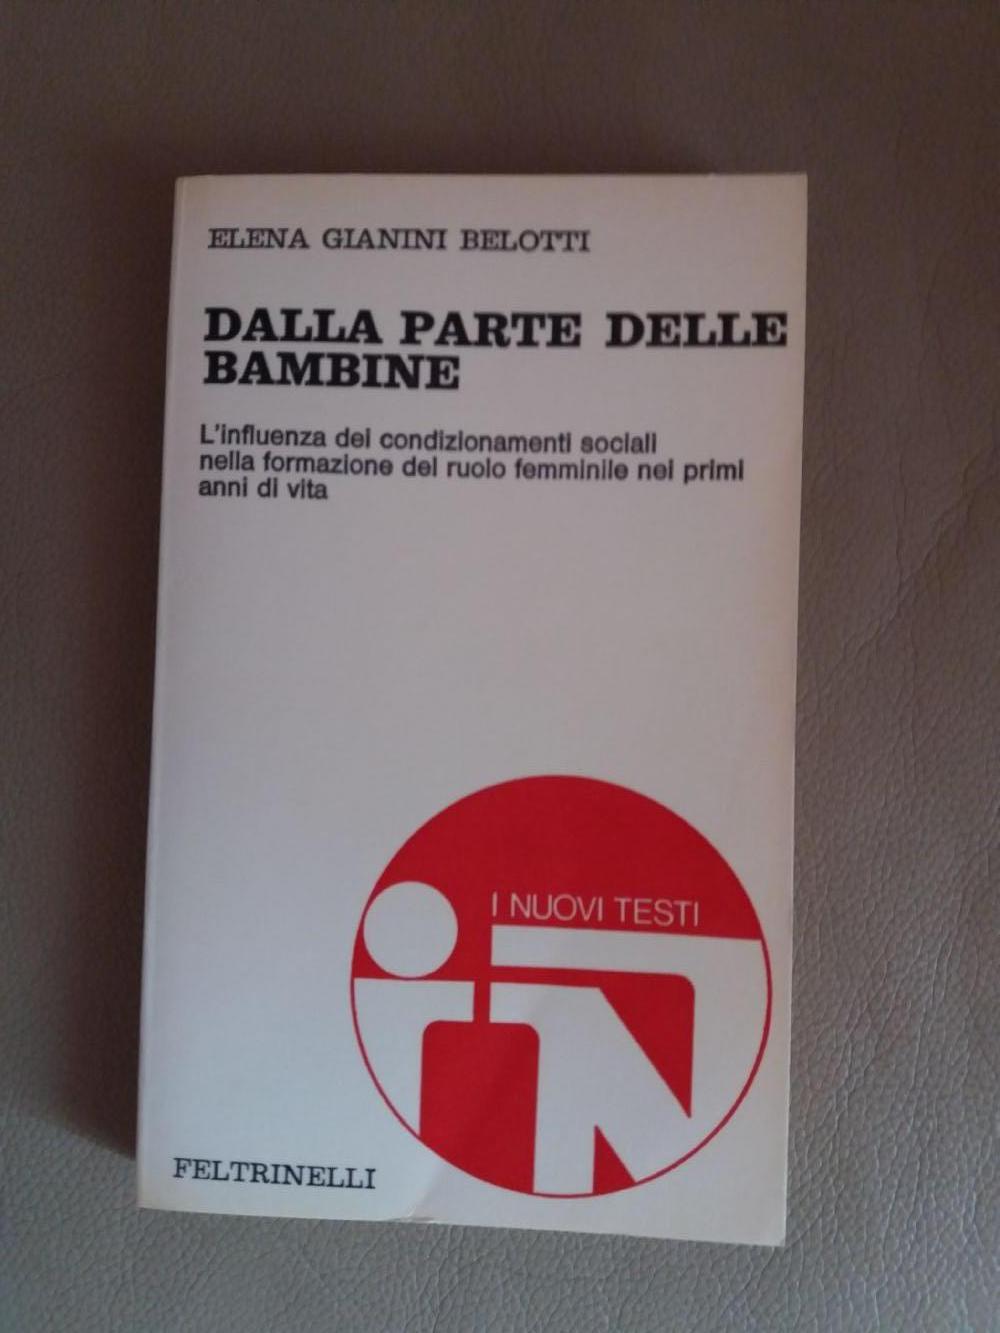 ELENA GIANINI BELOTTI
DALLA PARTE DELLE
BAMBINE
L'influenza dei condizionamenti sociali
nella formazione del ruolo femminile nei primi
anni di vita
I NUOVI TESTI
FELTRINELLI